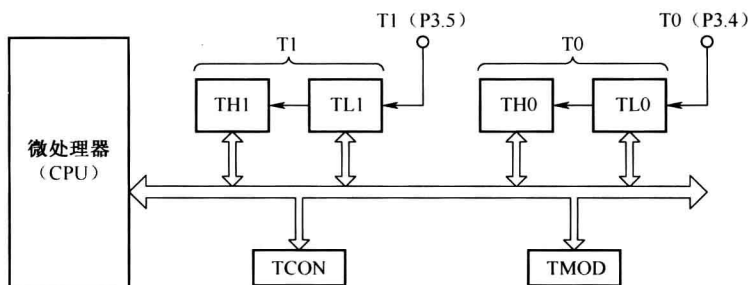 T1（P3.5）
T0（P3.4）
T1
T0
TH1
TL1
TH0
TL0
微处理器
（CPU）
TCON
TMOD